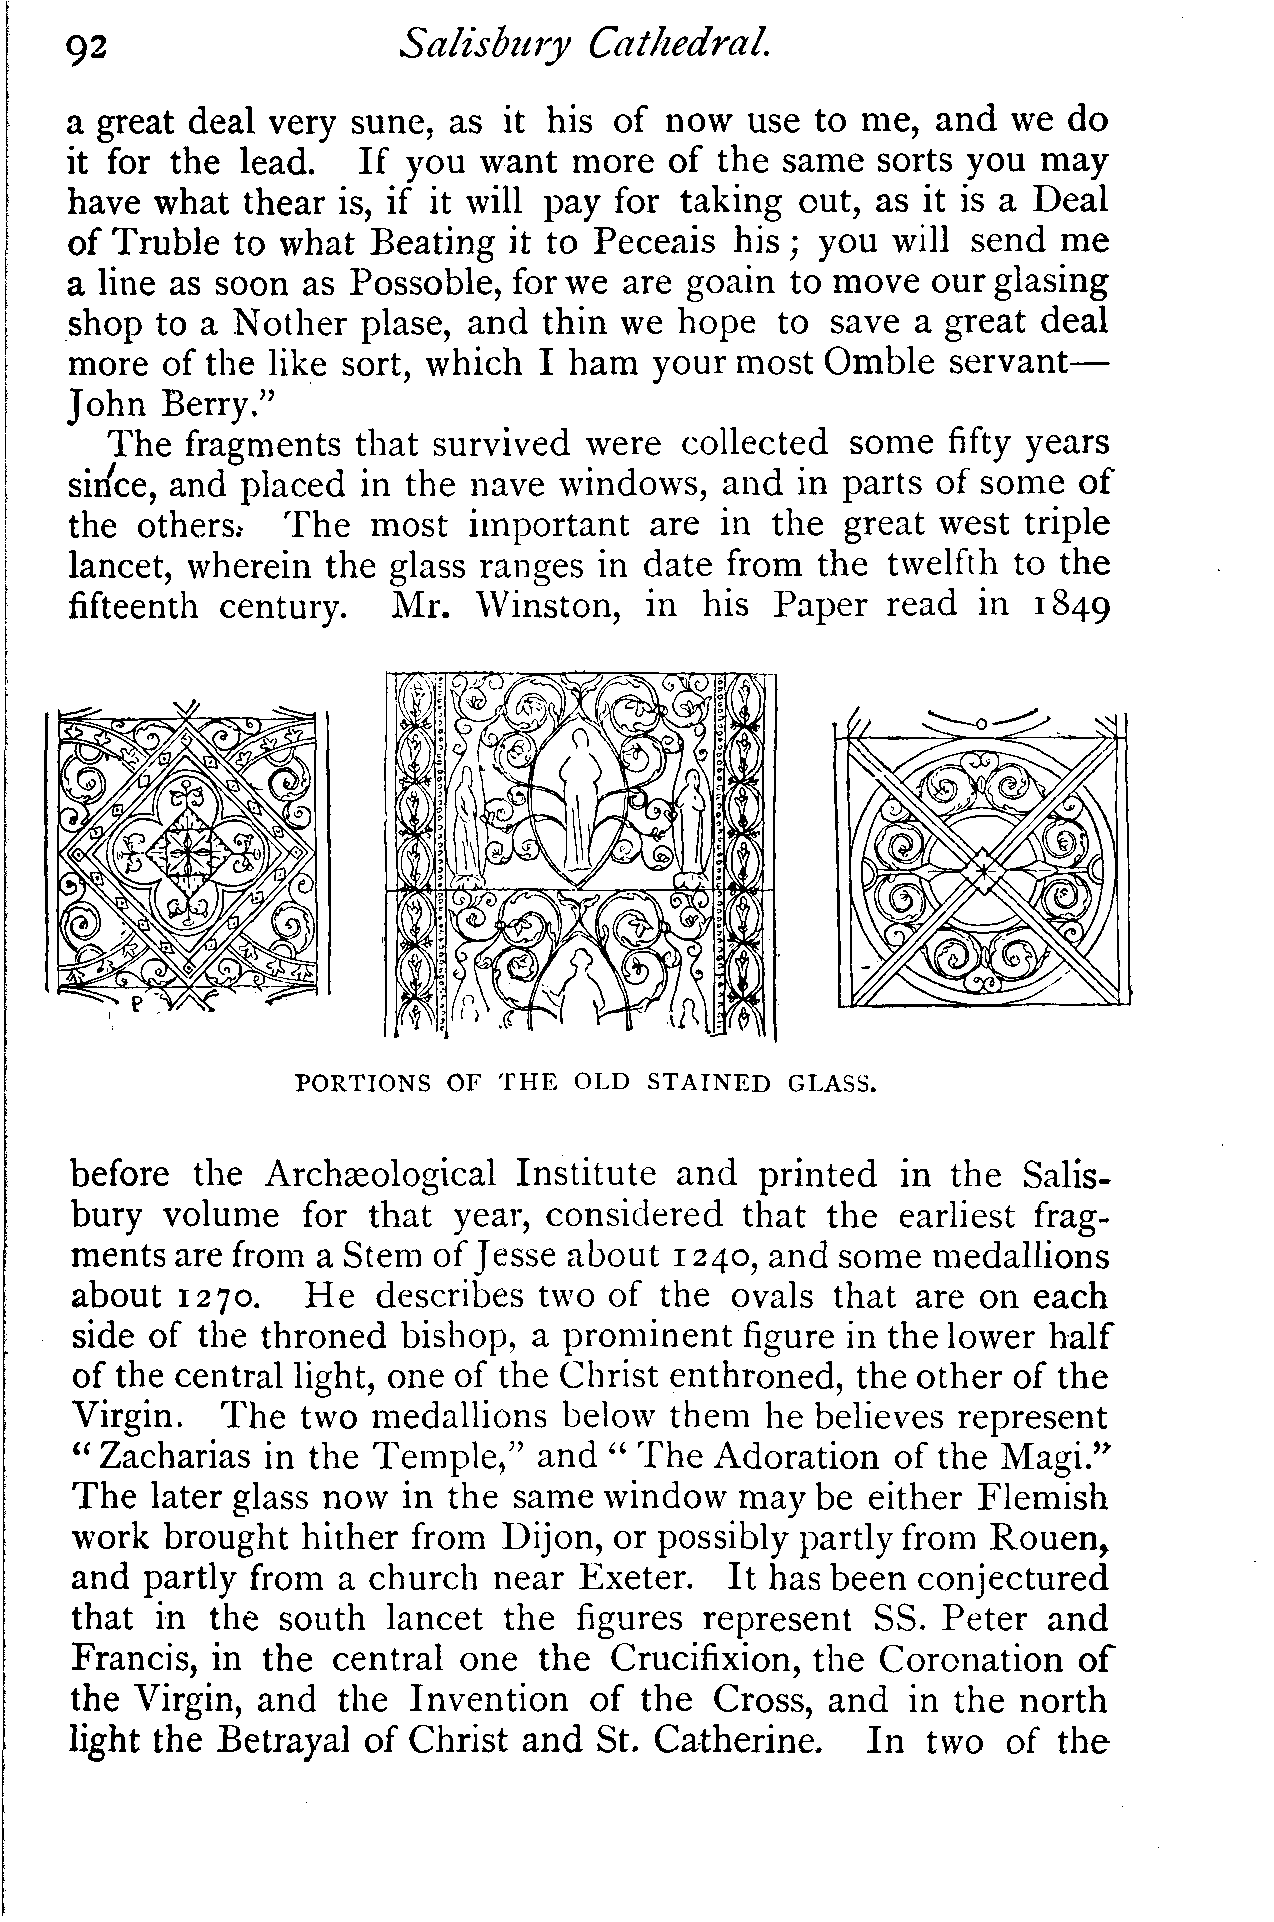 92 Salisbury Cathedral.
a great deal very sune, as it his of now use to me, and we do
it for the lead. If you want more of the same sorts you may
have what thear is, if it will pay for taking out, as it is a Deal
of Truble to what Beating it to Peceais his; you will send me
a line as soon as Possoble, for we are goain to move our glasing
shop to a Nother plase, and thin we hope to save a great deal
more of the like sort, which I ham your most Omble servant—
John Berry.”
The fragments that survived were collected some fifty years
since, and placed in the nave windows, and in parts of some of
the others. The most important are in the great west triple
lancet, wherein the glass ranges in date from the twelfth to the
fifteenth century. Mr. Winston, in his Paper read in 1849
P
PORTIONS OF THE OLD STAINED GLASS.
before the Archæological Institute and printed in the Salis-
bury volume for that year, considered that the earliest frag-
ments are from a Stem of Jesse about 1240, and some medallions
about 1270. He describes two of the ovals that are on each
side of the throned bishop, a prominent figure in the lower half
of the central light, one of the Christ enthroned, the other of the
Virgin. The two medallions below them he believes represent
“Zacharias in the Temple,” and “The Adoration of the Magi.”
The later glass now in the same window may be either Flemish
work brought hither from Dijon, or possibly partly from Rouen,
and partly from a church near Exeter. It has been conjectured
that in the south lancet the figures represent SS. Peter and
Francis, in the central one the Crucifixion, the Coronation of
the Virgin, and the Invention of the Cross, and in the north
light the Betrayal of Christ and St. Catherine. In two of the